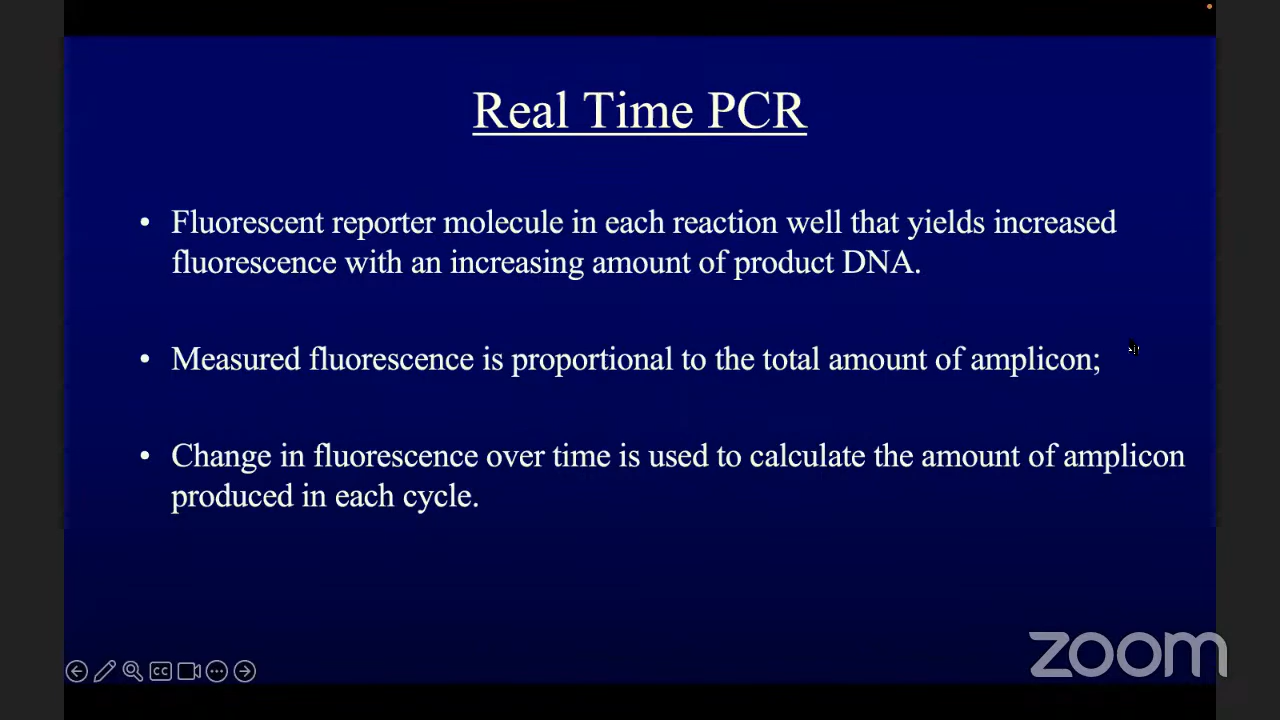 Real Time PCR
• Fluorescent reporter molecule in each reaction well that yields increased
fluorescence with an increasing amount of product DNA.
• Measured fluorescence is proportional to the total amount of amplicon;
• Change in fluorescence over time is used to calculate the amount of amplicon
produced in each cycle.
CC
zoom